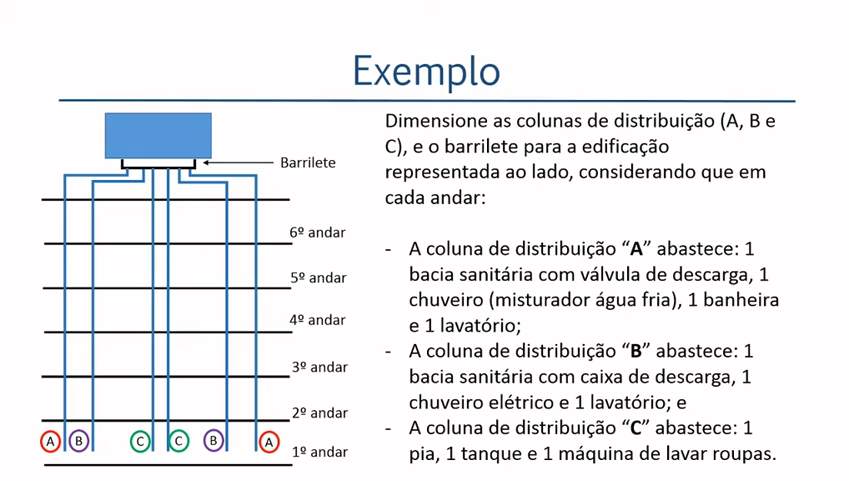 Exemplo
Barrilete
6º andar
5º andar
4º andar
3º andar
2º andar
1º andar
A B C C B A
Dimensione as colunas de distribuição (A, B e
C), e o barrilete para a edificação
representada ao lado, considerando que em
cada andar:
- A coluna de distribuição “A” abastece: 1
bacia sanitária com válvula de descarga, 1
chuveiro (misturador água fria), 1 banheira
e 1 lavatório;
- A coluna de distribuição “B” abastece: 1
bacia sanitária com caixa de descarga, 1
chuveiro elétrico e 1 lavatório; e
- A coluna de distribuição “C” abastece: 1
pia, 1 tanque e 1 máquina de lavar roupas.